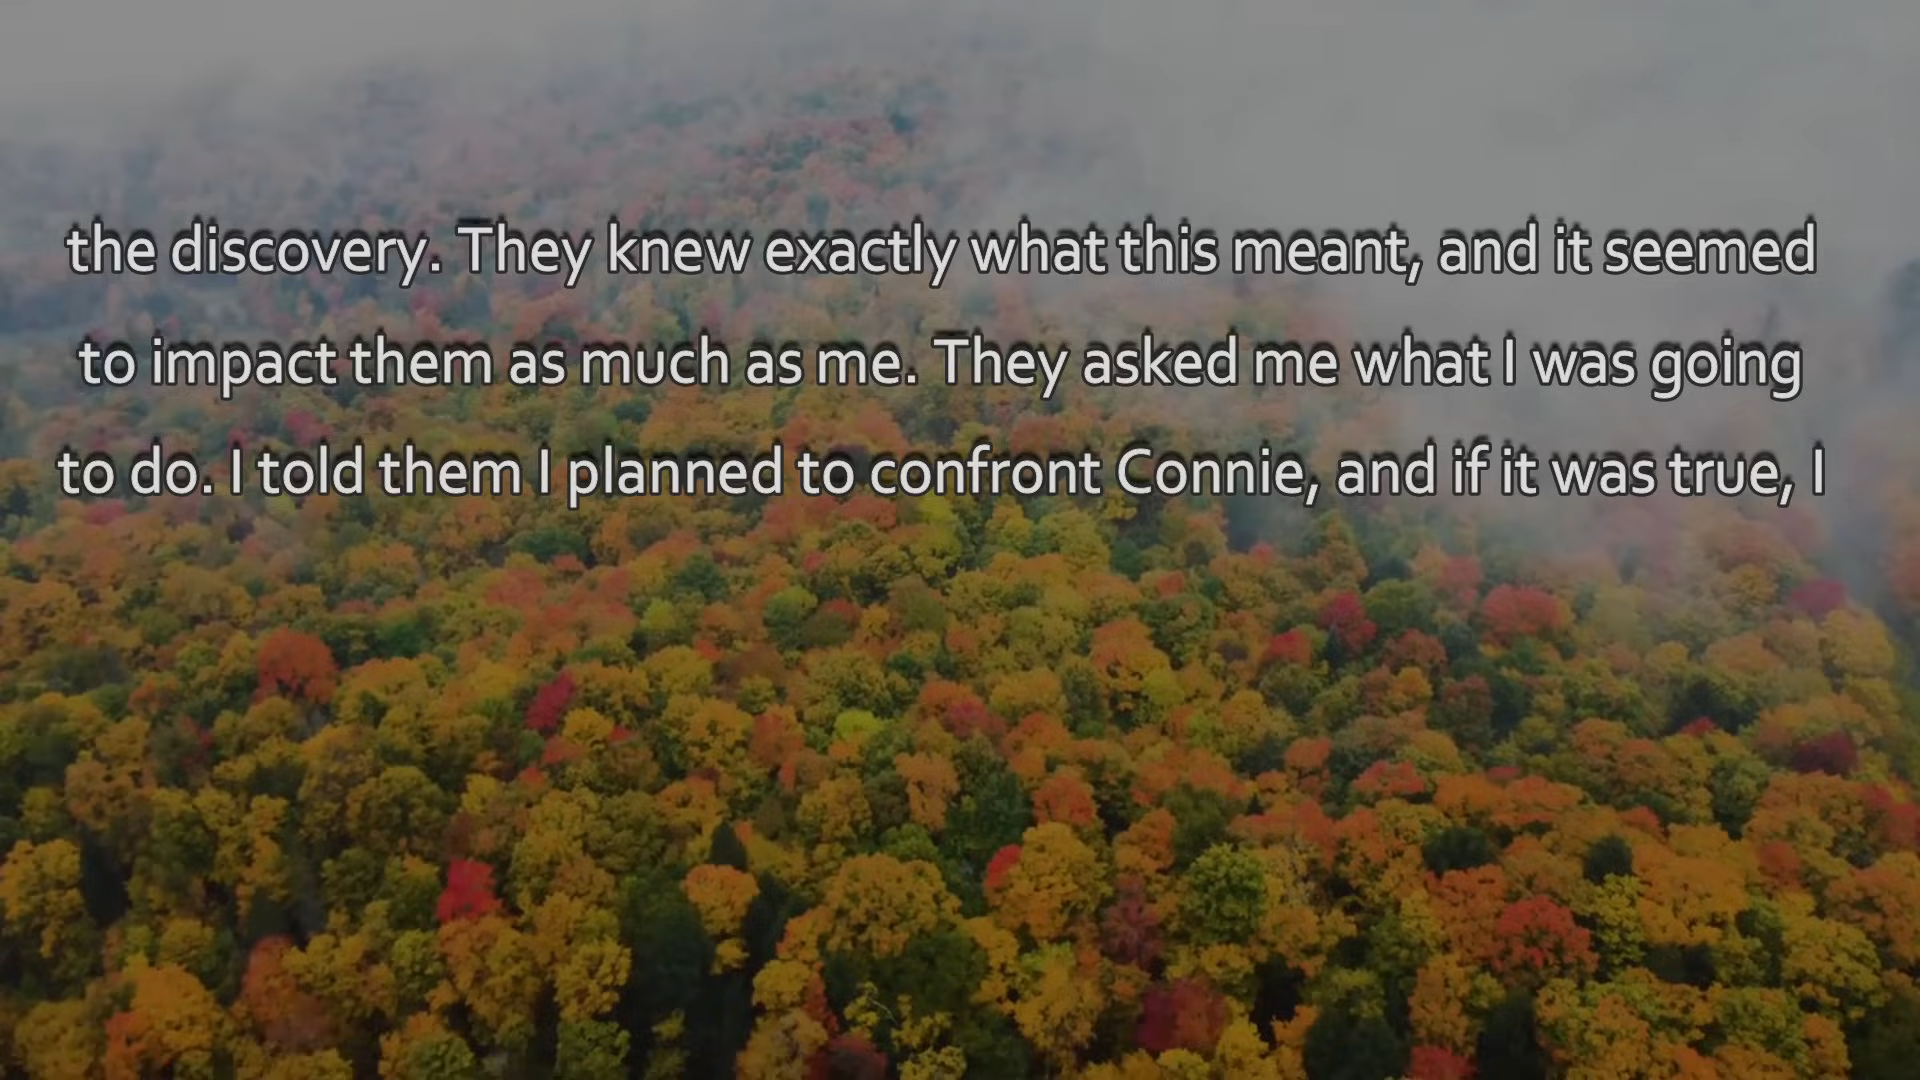 the discovery. They knew exactly what this meant, and it seemed
to impact them as much as me. They asked me what I was going
to do. I told them I planned to confront Connie, and if it was true, I